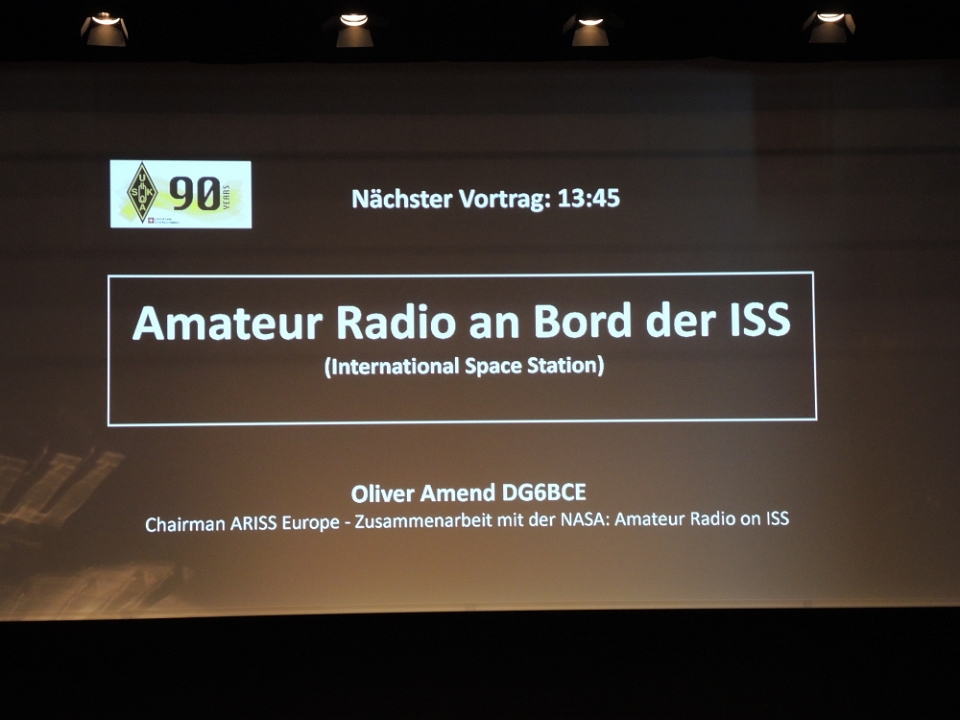 USKA
90
YEARS
Nächster Vortrag: 13:45
Amateur Radio an Bord der ISS
(International Space Station)
Oliver Amend DG6BCE
Chairman ARISS Europe - Zusammenarbeit mit der NASA: Amateur Radio on ISS